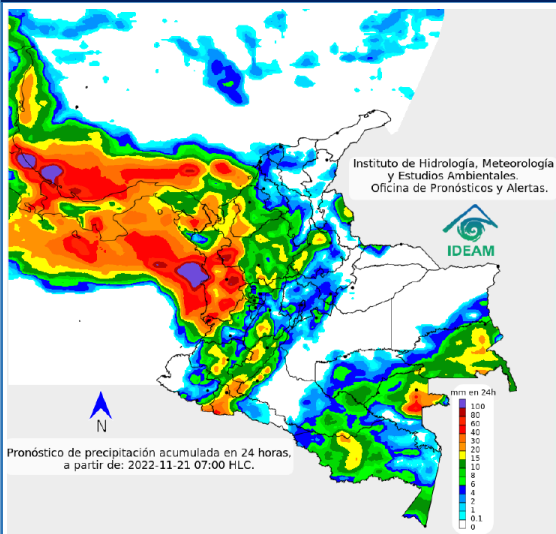 Instituto de Hidrología, Meteorología
y Estudios Ambientales.
Oficina de Pronósticos y Alertas.
IDEAM
N
Pronóstico de precipitación acumulada en 24 horas,
a partir de: 2022-11-21 07:00 HLC.
mm en 24h
100
80
60
40
30
20
15
10
8
6
4
2
1
0.1
0